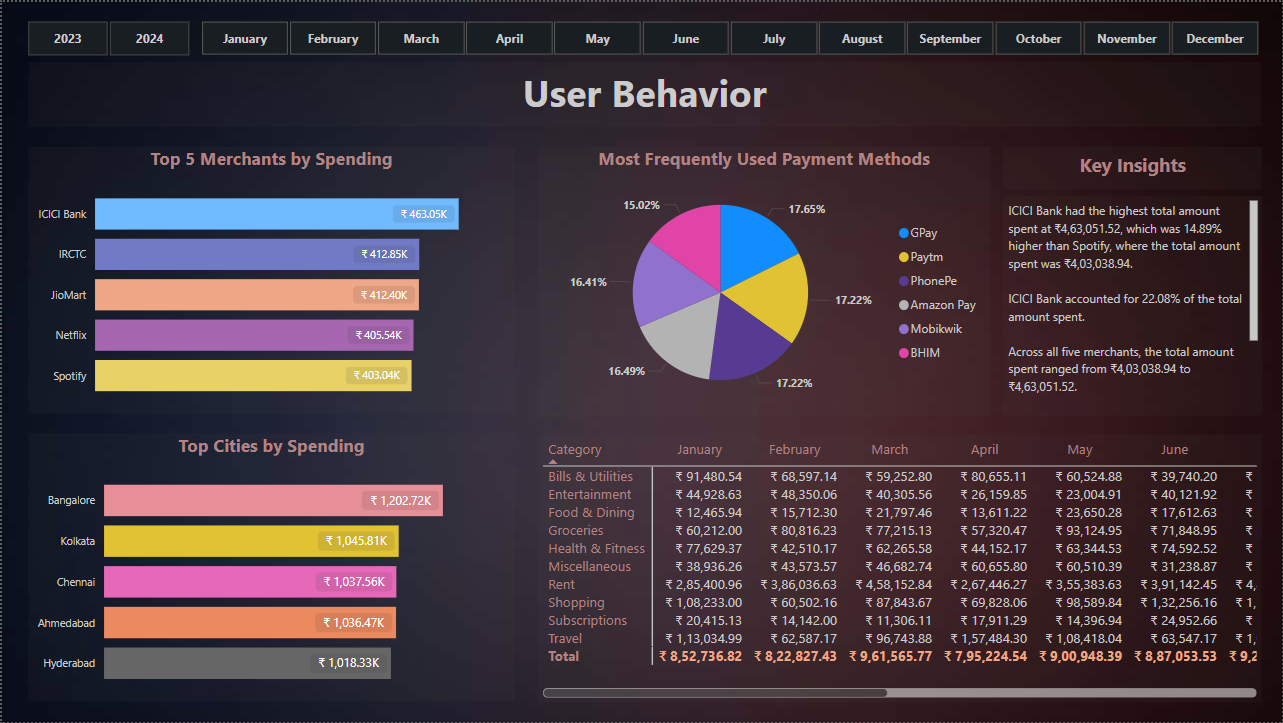 2023 2024 January February March April May June July August September October November December
User Behavior
Top 5 Merchants by Spending
ICICI Bank ₹ 463.05K
IRCTC ₹ 412.85K
JioMart ₹ 412.40K
Netflix ₹ 405.54K
Spotify ₹ 403.04K
Most Frequently Used Payment Methods
15.02% 17.65%
16.41% 17.22%
16.49% 17.22%
GPay
Paytm
PhonePe
Amazon Pay
Mobikwik
BHIM
Key Insights
ICICI Bank had the highest total amount
spent at ₹4,63,051.52, which was 14.89%
higher than Spotify, where the total amount
spent was ₹4,03,038.94.
ICICI Bank accounted for 22.08% of the total
amount spent.
Across all five merchants, the total amount
spent ranged from ₹4,03,038.94 to
₹4,63,051.52.
Top Cities by Spending
Bangalore ₹ 1,202.72K
Kolkata ₹ 1,045.81K
Chennai ₹ 1,037.56K
Ahmedabad ₹ 1,036.47K
Hyderabad ₹ 1,018.33K
Category January February March April May June
Bills & Utilities ₹ 91,480.54 ₹ 68,597.14 ₹ 59,252.80 ₹ 80,655.11 ₹ 60,524.88 ₹ 39,740.20 ₹
Entertainment ₹ 44,928.63 ₹ 48,350.06 ₹ 40,305.56 ₹ 26,159.85 ₹ 23,004.91 ₹ 40,121.92 ₹
Food & Dining ₹ 12,465.94 ₹ 15,712.30 ₹ 21,797.46 ₹ 13,611.22 ₹ 23,650.28 ₹ 17,612.63 ₹
Groceries ₹ 60,212.00 ₹ 80,816.23 ₹ 77,215.13 ₹ 57,320.47 ₹ 93,124.95 ₹ 71,848.95 ₹
Health & Fitness ₹ 77,629.37 ₹ 42,510.17 ₹ 62,265.58 ₹ 44,152.17 ₹ 63,344.53 ₹ 74,592.52 ₹
Miscellaneous ₹ 38,936.26 ₹ 43,573.57 ₹ 46,682.74 ₹ 60,655.80 ₹ 60,510.39 ₹ 31,238.87 ₹
Rent ₹ 2,85,400.96 ₹ 3,86,036.63 ₹ 4,58,152.84 ₹ 2,67,446.27 ₹ 3,55,383.63 ₹ 3,91,142.45 ₹ 4,
Shopping ₹ 1,08,233.00 ₹ 60,502.16 ₹ 87,843.67 ₹ 69,828.06 ₹ 98,589.84 ₹ 1,32,256.16 ₹ 1,
Subscriptions ₹ 20,415.13 ₹ 14,142.00 ₹ 11,306.11 ₹ 17,911.29 ₹ 14,396.94 ₹ 24,952.66 ₹
Travel ₹ 1,13,034.99 ₹ 62,587.17 ₹ 96,743.88 ₹ 1,57,484.30 ₹ 1,08,418.04 ₹ 63,547.17 ₹ 1,
Total ₹ 8,52,736.82 ₹ 8,22,827.43 ₹ 9,61,565.77 ₹ 7,95,224.54 ₹ 9,00,948.39 ₹ 8,87,053.53 ₹ 9,2